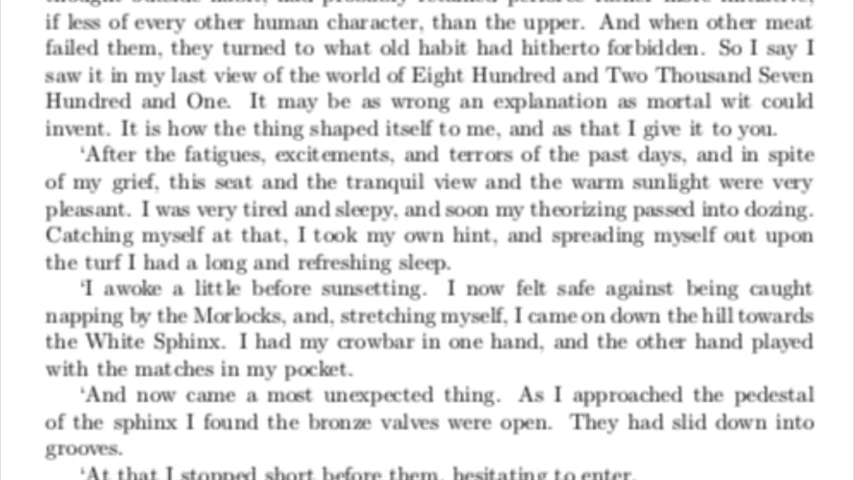 thought outside habit, had probably retained perforce rather more initiative,
if less of every other human character, than the upper. And when other meat
failed them, they turned to what old habit had hitherto forbidden. So I say I
saw it in my last view of the world of Eight Hundred and Two Thousand Seven
Hundred and One. It may be as wrong an explanation as mortal wit could
invent. It is how the thing shaped itself to me, and as that I give it to you.
‘After the fatigues, excitements, and terrors of the past days, and in spite
of my grief, this seat and the tranquil view and the warm sunlight were very
pleasant. I was very tired and sleepy, and soon my theorizing passed into dozing.
Catching myself at that, I took my own hint, and spreading myself out upon
the turf I had a long and refreshing sleep.
‘I awoke a little before sunsetting. I now felt safe against being caught
napping by the Morlocks, and, stretching myself, I came on down the hill towards
the White Sphinx. I had my crowbar in one hand, and the other hand played
with the matches in my pocket.
‘And now came a most unexpected thing. As I approached the pedestal
of the sphinx I found the bronze valves were open. They had slid down into
grooves.
‘At that I stopped short before them, hesitating to enter.